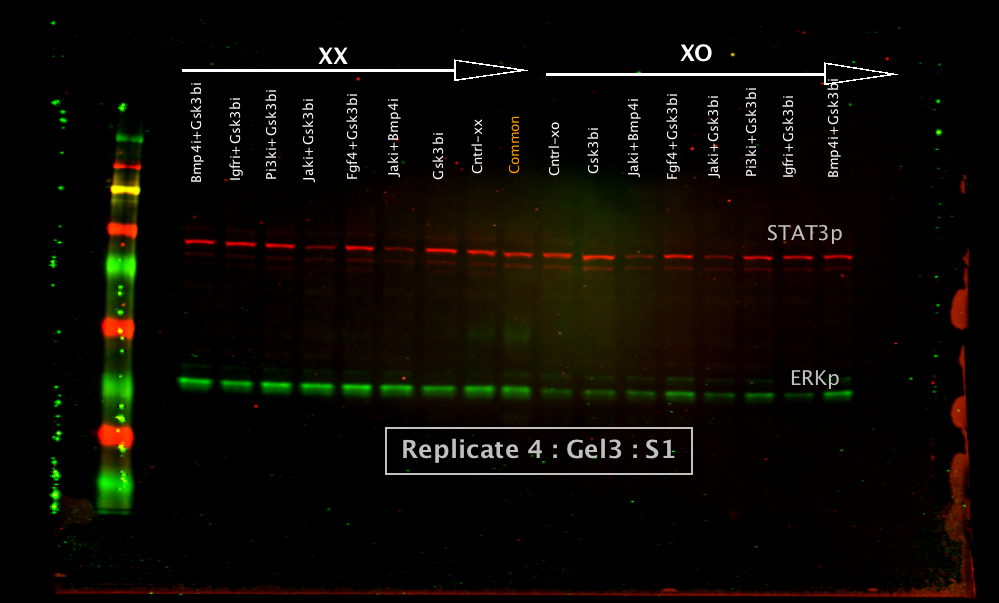 XX
XO
Bmp4i+Gsk3bi
Igfri+Gsk3bi
Pi3ki+Gsk3bi
Jaki+Gsk3bi
Fgf4+Gsk3bi
Jaki+Bmp4i
Gsk3bi
Cntrl-xx
Common
Cntrl-xo
Gsk3bi
Jaki+Bmp4i
Fgf4+Gsk3bi
Jaki+Gsk3bi
Pi3ki+Gsk3bi
Igfri+Gsk3bi
Bmp4i+Gsk3bi
STAT3p
ERKp
Replicate 4 : Gel3 : S1